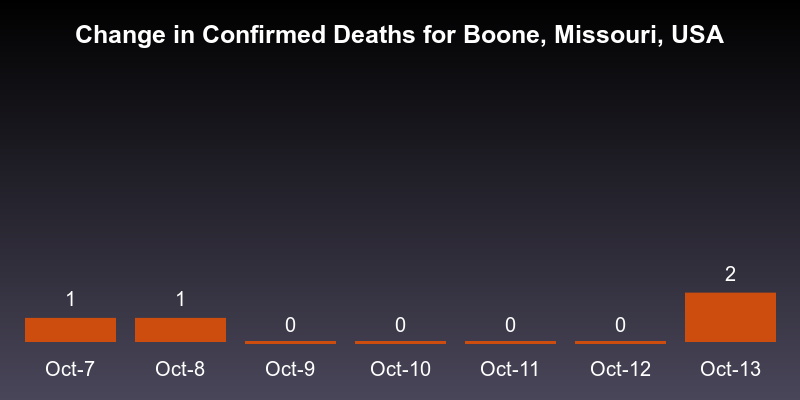 Change in Confirmed Deaths for Boone, Missouri, USA
2
1 1
0 0 0 0
Oct-7 Oct-8 Oct-9 Oct-10 Oct-11 Oct-12 Oct-13